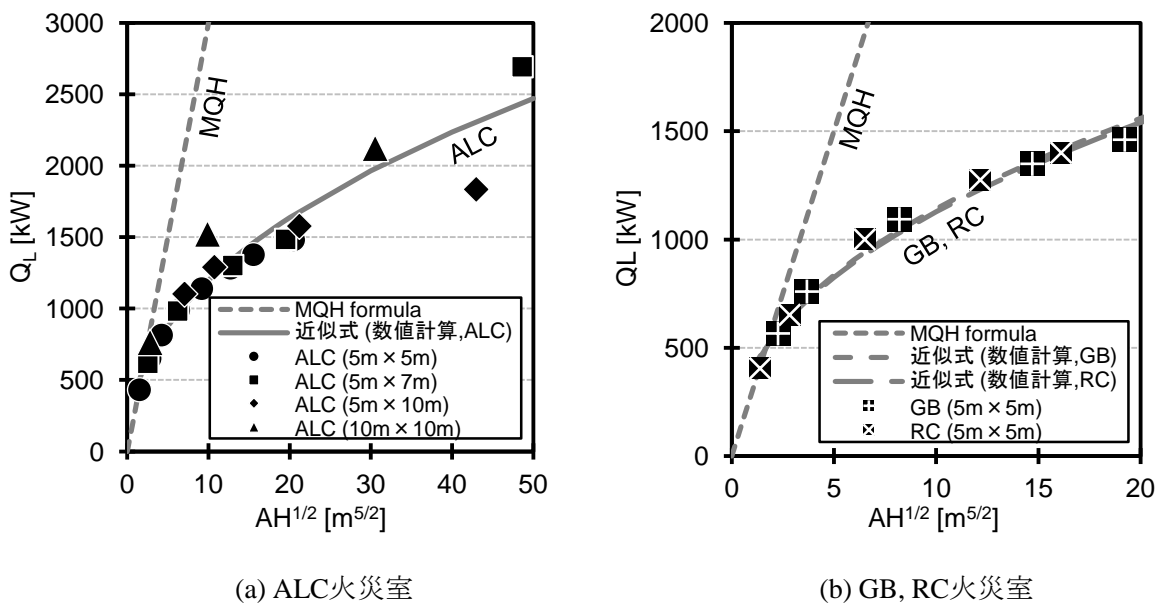 3000
2500
2000
1500
1000
500
0
Q_L [kW]
MQH
ALC
MQH formula
近似式 (数値計算,ALC)
ALC (5m×5m)
ALC (5m×7m)
ALC (5m×10m)
ALC (10m×10m)
0 10 20 30 40 50
AH^{1/2} [m^{5/2}]
(a) ALC火災室
2000
1500
1000
500
0
QL [kW]
MQH
GB, RC
MQH formula
近似式 (数値計算,GB)
近似式 (数値計算,RC)
GB (5m×5m)
RC (5m×5m)
0 5 10 15 20
AH^{1/2} [m^{5/2}]
(b) GB, RC火災室